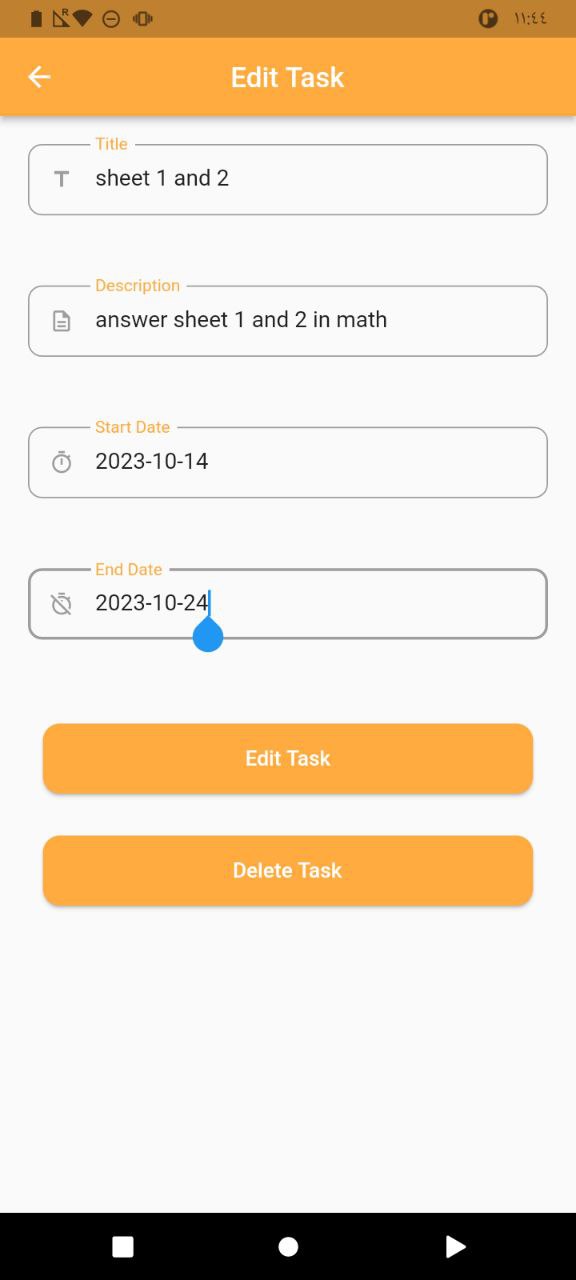 ١١:٤٤
Edit Task
Title
sheet 1 and 2
Description
answer sheet 1 and 2 in math
Start Date
2023-10-14
End Date
2023-10-24
Edit Task
Delete Task